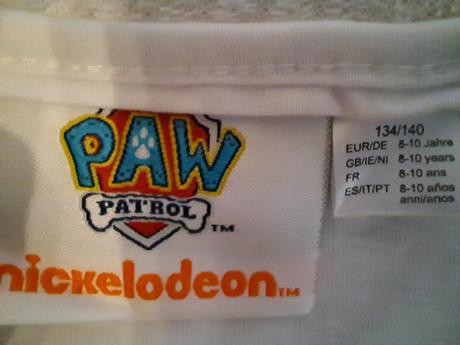 PAW
PATROL TM
nickelodeon TM
134/140
EUR/DE 8-10 Jahre
GB/IE/NI 8-10 years
FR 8-10 ans
ES/IT/PT 8-10 años
anni/anos